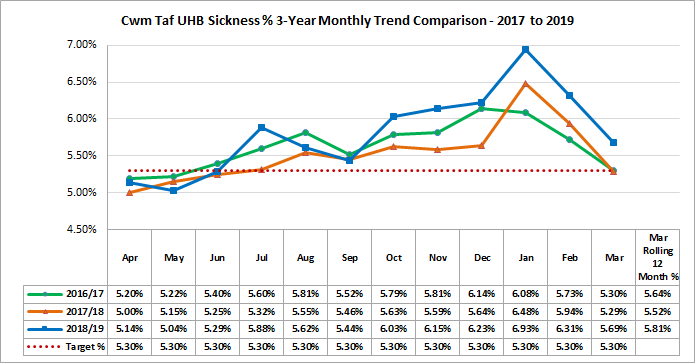 Cwm Taf UHB Sickness % 3-Year Monthly Trend Comparison - 2017 to 2019
7.00%
6.50%
6.00%
5.50%
5.00%
4.50%
Apr May Jun Jul Aug Sep Oct Nov Dec Jan Feb Mar Mar Rolling 12 Month %
2016/17 5.20% 5.22% 5.40% 5.60% 5.81% 5.52% 5.79% 5.81% 6.14% 6.08% 5.73% 5.30% 5.64%
2017/18 5.00% 5.15% 5.25% 5.32% 5.55% 5.46% 5.63% 5.59% 5.64% 6.48% 5.94% 5.29% 5.52%
2018/19 5.14% 5.04% 5.29% 5.88% 5.62% 5.44% 6.03% 6.15% 6.23% 6.93% 6.31% 5.69% 5.81%
Target % 5.30% 5.30% 5.30% 5.30% 5.30% 5.30% 5.30% 5.30% 5.30% 5.30% 5.30% 5.30%